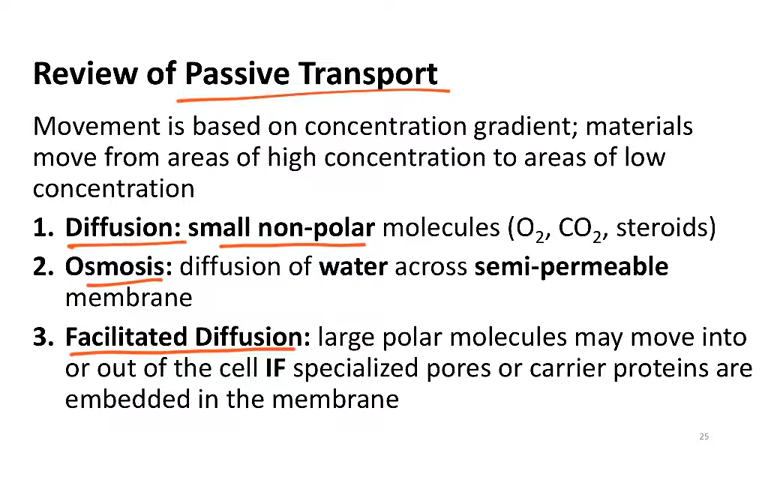 Review of Passive Transport
Movement is based on concentration gradient; materials
move from areas of high concentration to areas of low
concentration
1. Diffusion: small non-polar molecules (O₂, CO₂, steroids)
2. Osmosis: diffusion of water across semi-permeable
membrane
3. Facilitated Diffusion: large polar molecules may move into
or out of the cell IF specialized pores or carrier proteins are
embedded in the membrane
25